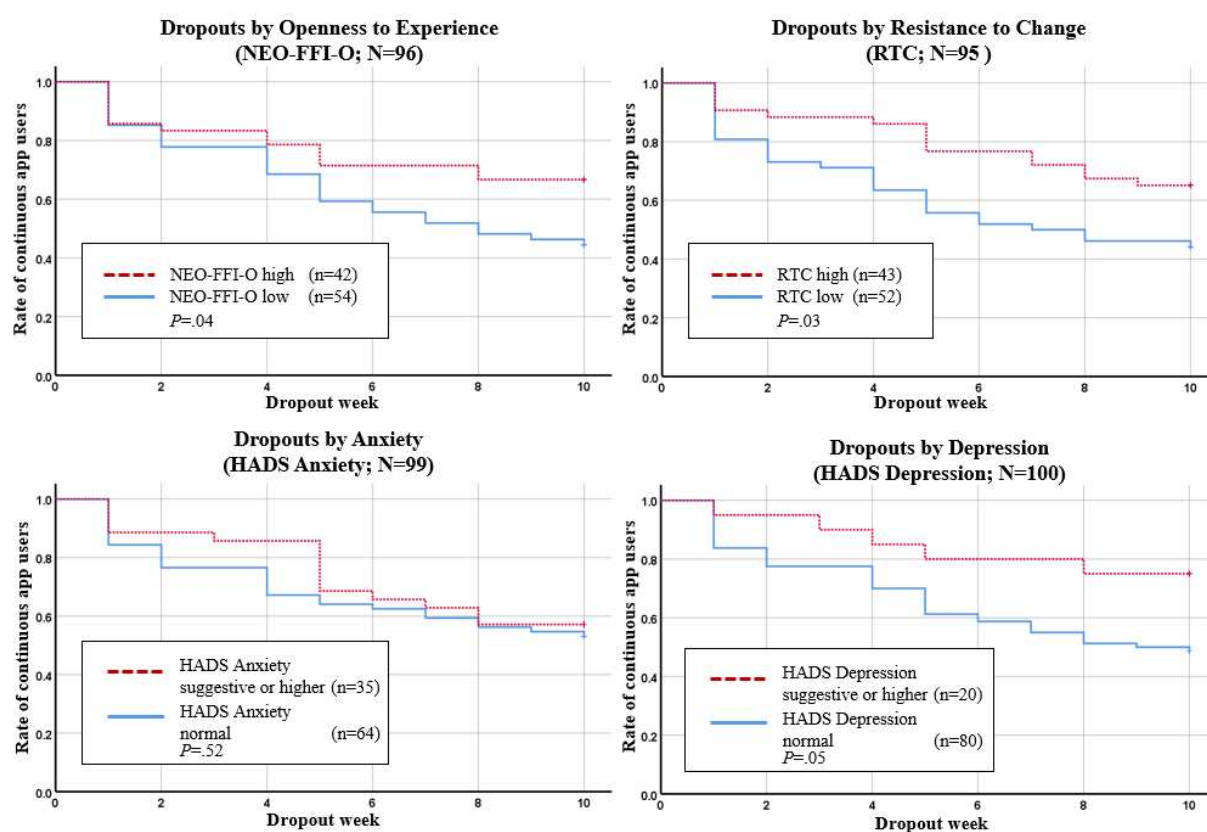 Dropouts by Openness to Experience
(NEO-FFI-O; N=96)
Rate of continuous app users
1.0
0.8
0.6
0.4
0.2
0.0
NEO-FFI-O high (n=42)
NEO-FFI-O low (n=54)
P=.04
0 2 4 6 8 10
Dropout week
Dropouts by Resistance to Change
(RTC; N=95 )
Rate of continuous app users
1.0
0.8
0.6
0.4
0.2
0.0
RTC high (n=43)
RTC low (n=52)
P=.03
0 2 4 6 8 10
Dropout week
Dropouts by Anxiety
(HADS Anxiety; N=99)
Rate of continuous app users
1.0
0.8
0.6
0.4
0.2
0.0
HADS Anxiety
suggestive or higher (n=35)
HADS Anxiety
normal (n=64)
P=.52
0 2 4 6 8 10
Dropout week
Dropouts by Depression
(HADS Depression; N=100)
Rate of continuous app users
1.0
0.8
0.6
0.4
0.2
0.0
HADS Depression
suggestive or higher (n=20)
HADS Depression
normal (n=80)
P=.05
0 2 4 6 8 10
Dropout week